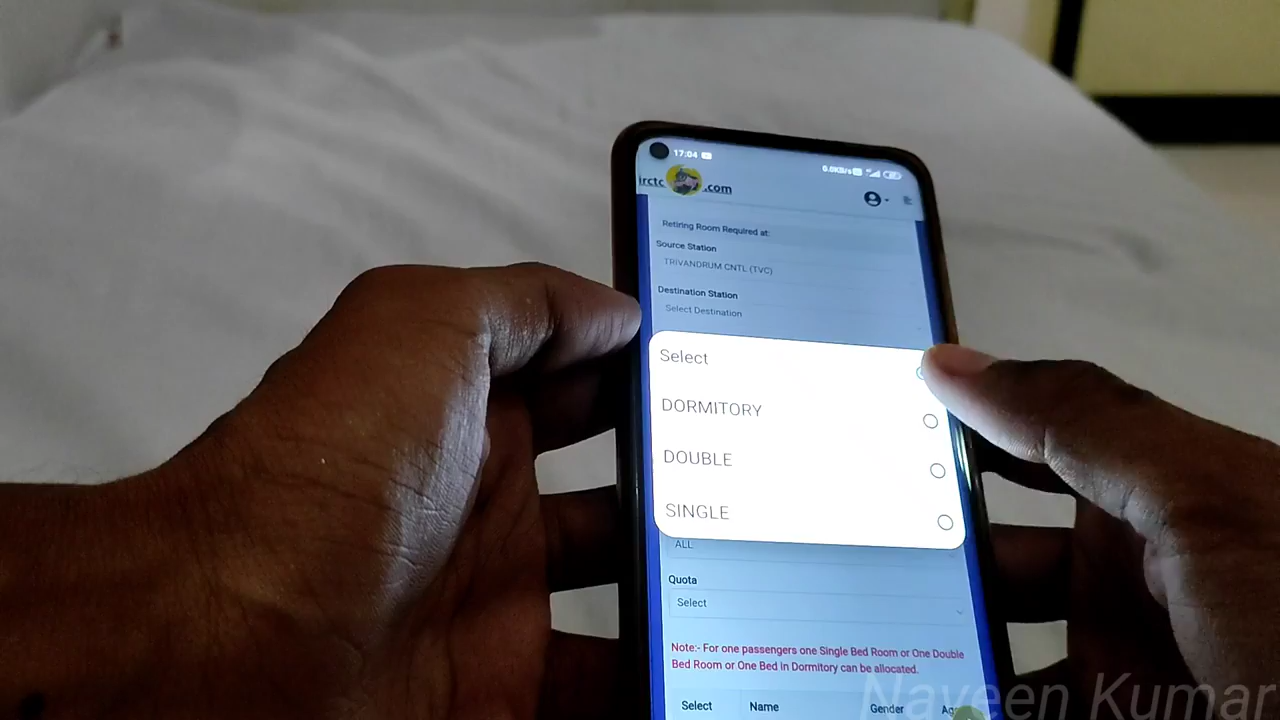 17:04
0.0KB/s
irctc .com
Retiring Room Required at:
Source Station
TRIVANDRUM CNTL (TVC)
Destination Station
Select Destination
Select
DORMITORY
DOUBLE
SINGLE
ALL
Quota
Select
Note:- For one passengers one Single Bed Room or One Double
Bed Room or One Bed in Dormitory can be allocated.
Select Name Gender
Naveen Kumar